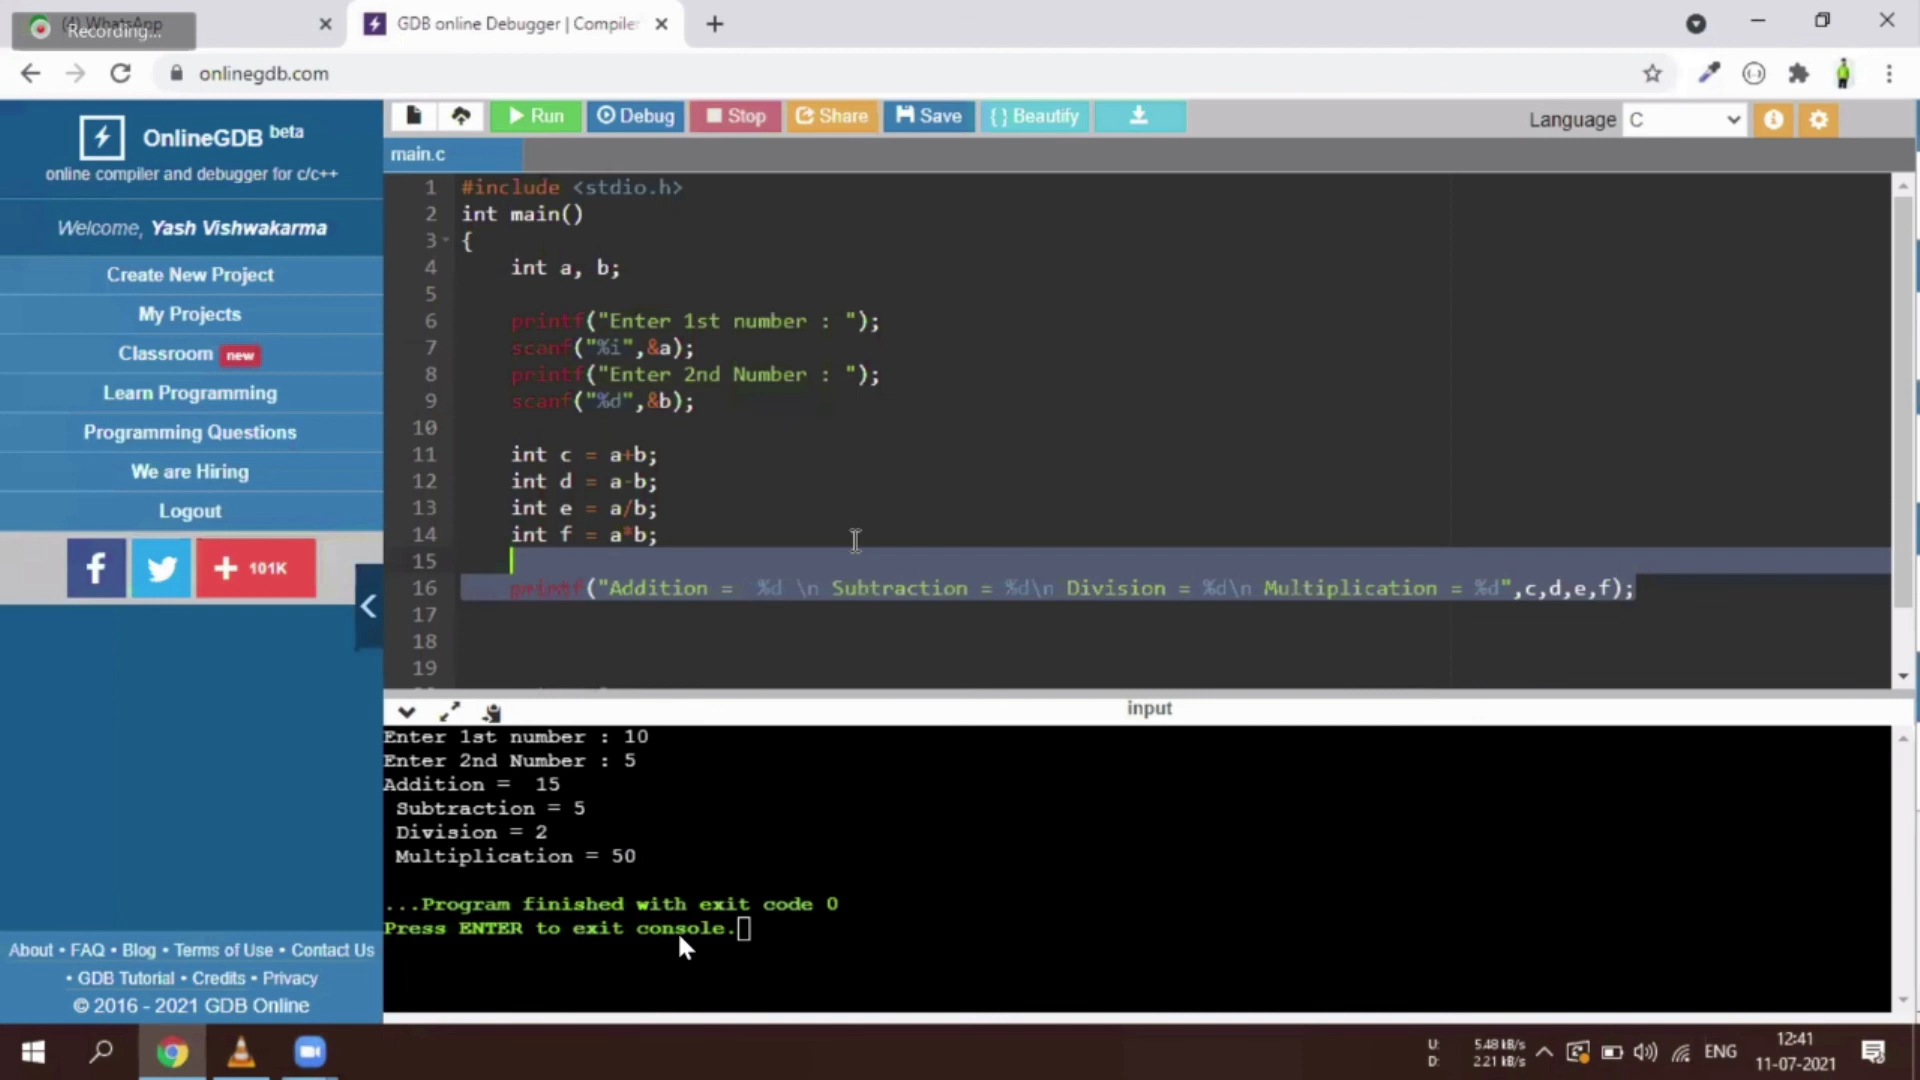 (4) WhatsApp
Recording...
GDB online Debugger | Compiler
onlinegdb.com
OnlineGDB beta
online compiler and debugger for c/c++
Welcome, Yash Vishwakarma
Create New Project
My Projects
Classroom new
Learn Programming
Programming Questions
We are Hiring
Logout
f
101K
About • FAQ • Blog • Terms of Use • Contact Us
• GDB Tutorial • Credits • Privacy
© 2016 - 2021 GDB Online
Run Debug Stop Share Save {} Beautify
Language C
main.c
1 #include <stdio.h>
2 int main()
3 {
4 int a, b;
5
6 printf("Enter 1st number : ");
7 scanf("%i",&a);
8 printf("Enter 2nd Number : ");
9 scanf("%d",&b);
10
11 int c = a+b;
12 int d = a-b;
13 int e = a/b;
14 int f = a*b;
15
16 printf("Addition =  %d \n Subtraction = %d\n Division = %d\n Multiplication = %d",c,d,e,f);
17
18
19
input
Enter 1st number : 10
Enter 2nd Number : 5
Addition =  15
Subtraction = 5
Division = 2
Multiplication = 50
...Program finished with exit code 0
Press ENTER to exit console.
U: 5.48 kB/s
D: 2.21 kB/s
ENG
12:41
11-07-2021